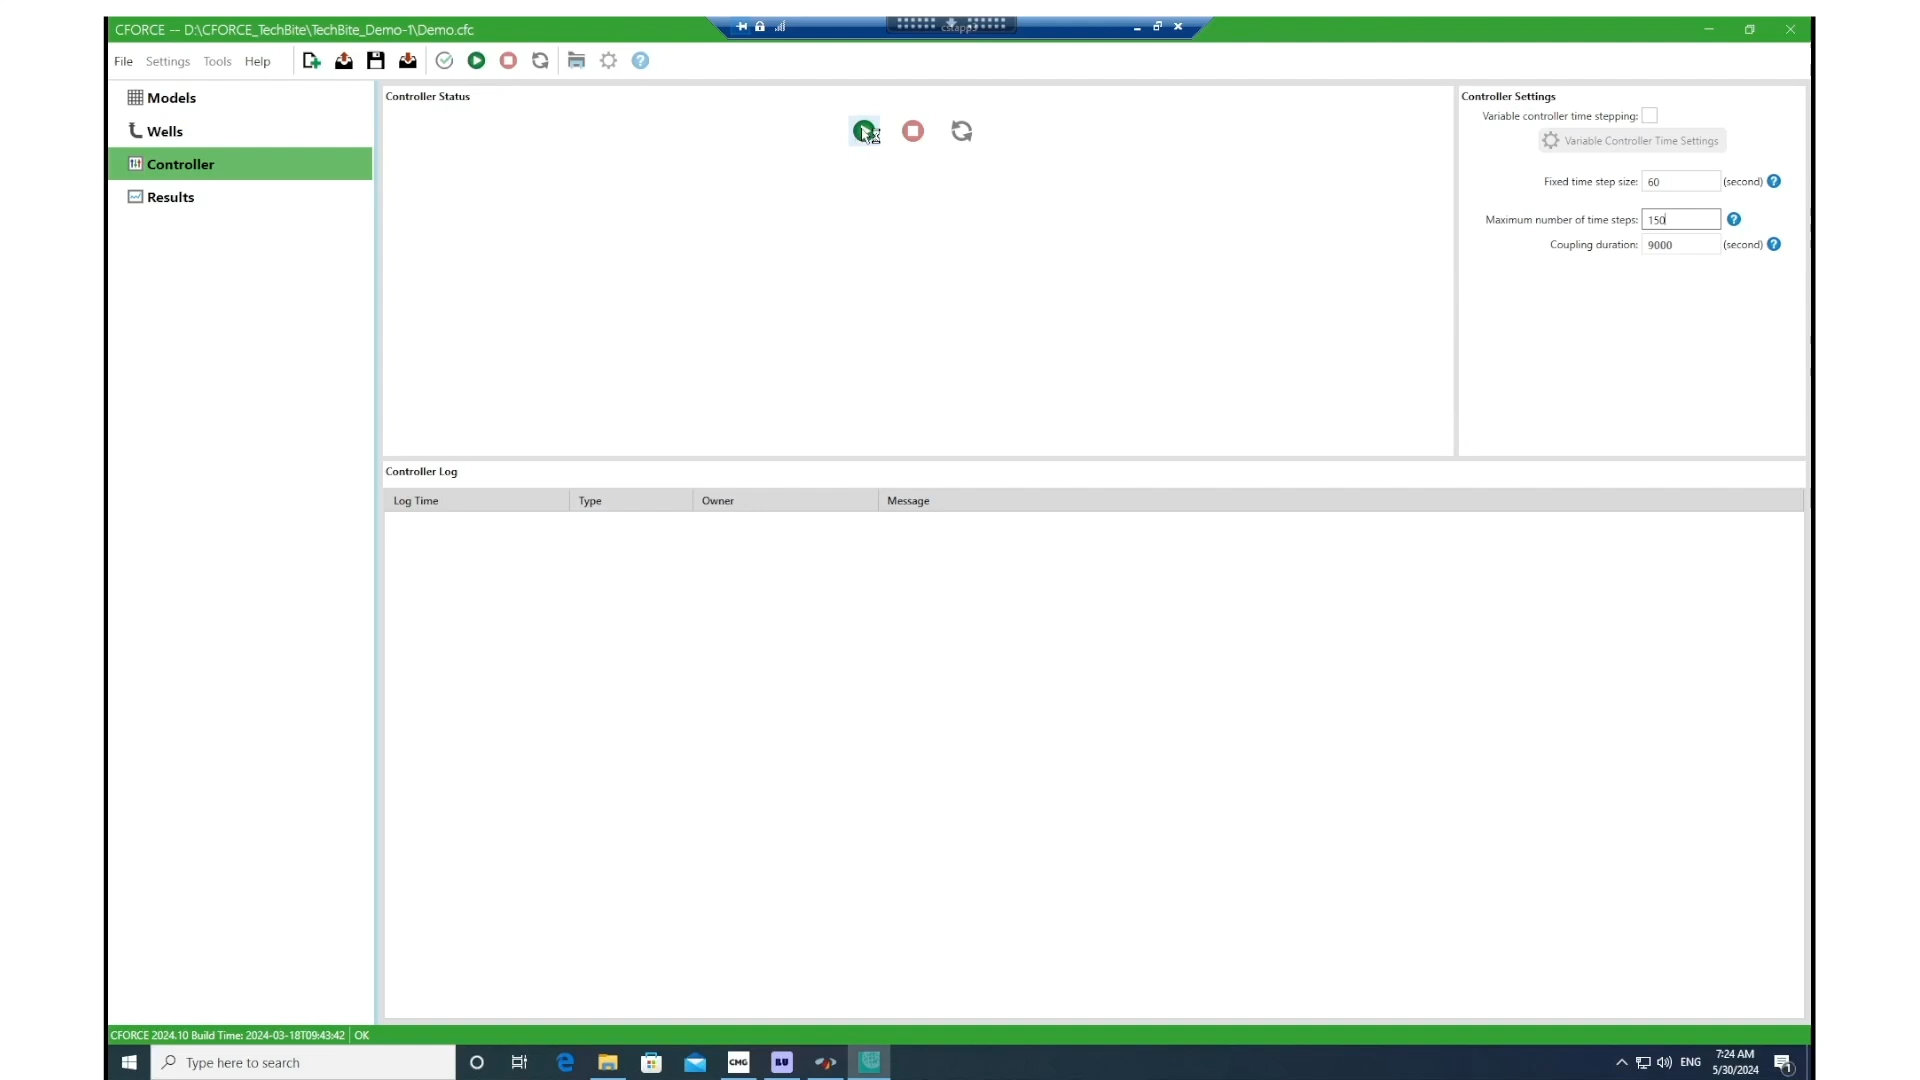 CFORCE -- D:\CFORCE_TechBite\TechBite_Demo-1\Demo.cfc
File Settings Tools Help
Models
Wells
Controller
Results
Controller Status
Controller Settings
Variable controller time stepping:
Variable Controller Time Settings
Fixed time step size: 60 (second) ?
Maximum number of time steps: 150 ?
Coupling duration: 9000 (second) ?
Controller Log
Log Time Type Owner Message
CFORCE 2024.10 Build Time: 2024-03-18T09:43:42 OK
Type here to search
CMG
BU
ENG
7:24 AM
5/30/2024
1